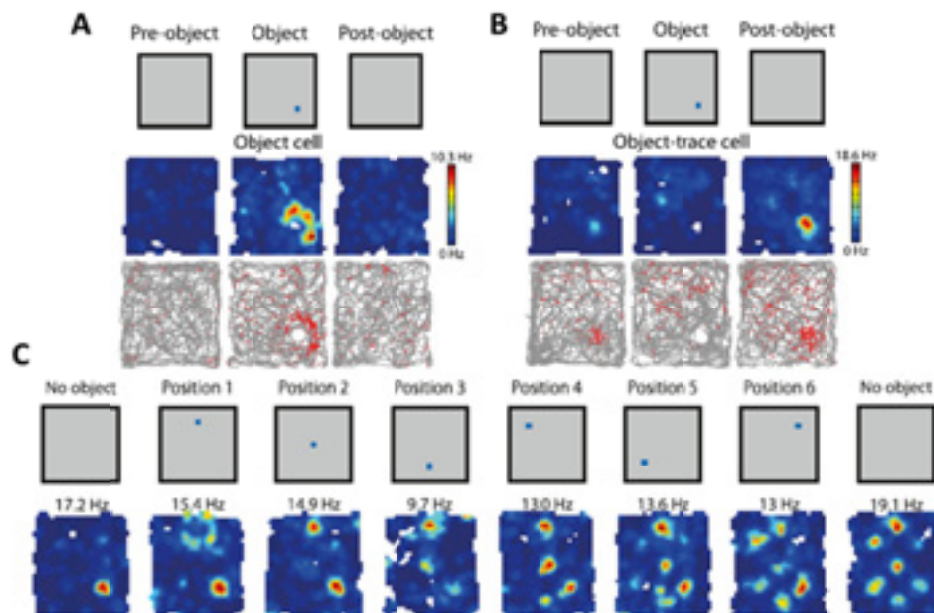 A
Pre-object Object Post-object
Object cell
10.3 Hz
0 Hz
B
Pre-object Object Post-object
Object-trace cell
18.6 Hz
0 Hz
C
No object Position 1 Position 2 Position 3 Position 4 Position 5 Position 6 No object
17.2 Hz 15.4 Hz 14.9 Hz 9.7 Hz 13.0 Hz 13.6 Hz 13 Hz 19.1 Hz